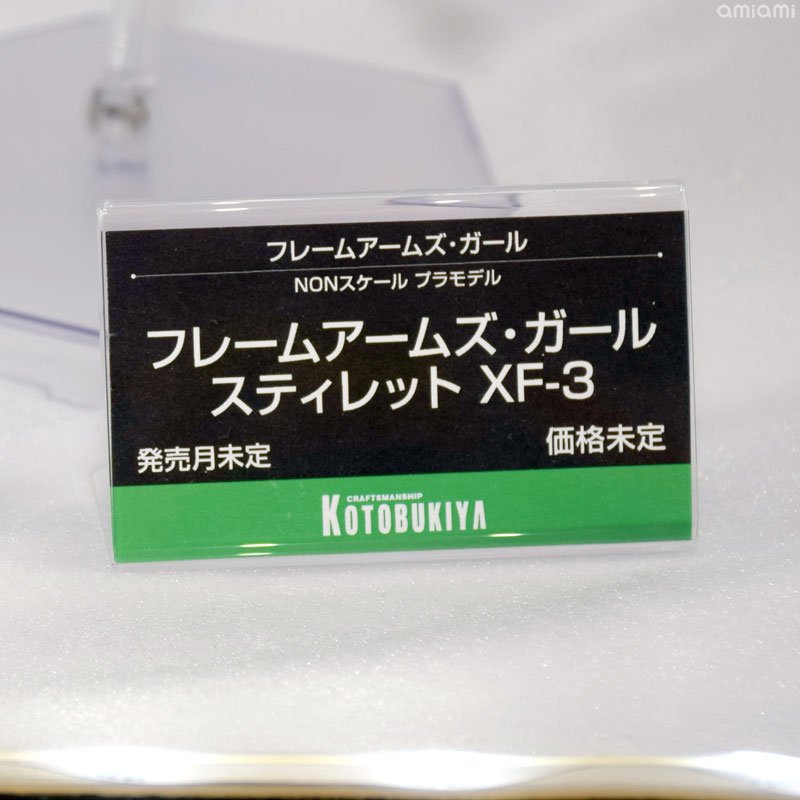 amiami
フレームアームズ・ガール
NONスケール プラモデル
フレームアームズ・ガール
スティレット XF-3
発売月未定
価格未定
CRAFTSMANSHIP
KOTOBUKIYA